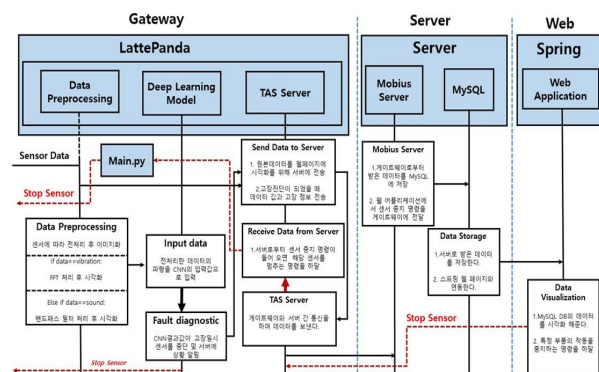 Gateway
Server
Web
LattePanda
Server
Spring
Data
Preprocessing
Deep Learning
Model
TAS Server
Mobius
Server
MySQL
Web
Application
Sensor Data
Main.py
Stop Sensor
Send Data to Server
1. 원본데이터를 웹페이지에
시각화를 위해 서버에 전송
2.고장진단이 되었을 때
데이터 값과 고장 정보 전송
Mobius Server
1.게이트웨이로부터
받은 데이터를 MySQL
에 저장
2. 웹 어플리케이션에
서 센서 중지 명령을
게이트웨이에 전달
Data Preprocessing
센서에 따라 전처리 후 이미지화
If data==vibration:
FFT 처리 후 시각화
Else if data==sound:
밴드패스 필터 처리 후 시각화
Input data
전처리한 데이터의
파령을 CNN의 입력값으
로 입력
Receive Data from Server
1.서버로부터 센서 중지 명령이
들어 오면 해당 센서를
멈추는 명령을 하달
Data Storage
1.서버로 받은 데이터
를 저장한다.
2. 스프링 웹 페이지와
연동한다.
Fault diagnostic
CNN결과값이 고장일시
센서를 중단 및 서버에
상황 알림
TAS Server
게이트웨이와 서버 간 통신을
하며 데이터를 보낸다.
Stop Sensor
Data
Visualization
1.MySQL DB의 데이터
를 시각화 해준다.
2. 특정 부품의 작동을
중지하는 명령을 하달
Stop Sensor